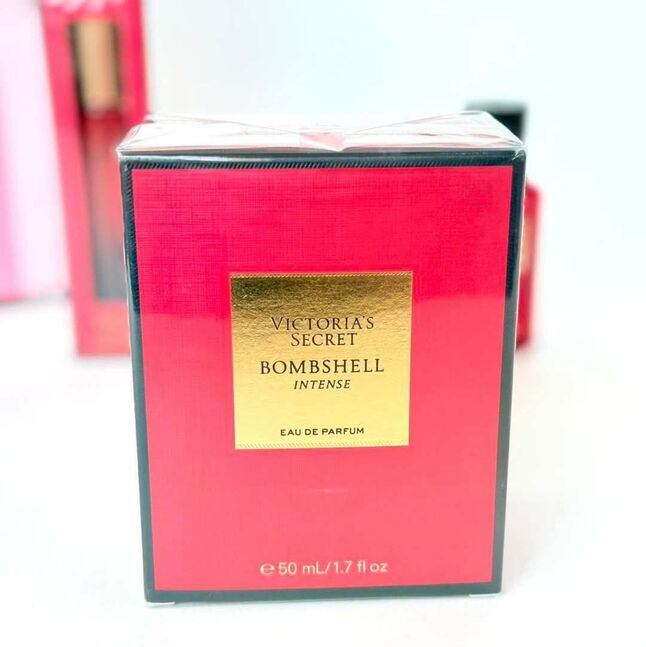 VICTORIA'S
SECRET
BOMBSHELL
INTENSE
EAU DE PARFUM
℮ 50 mL/1.7 fl oz